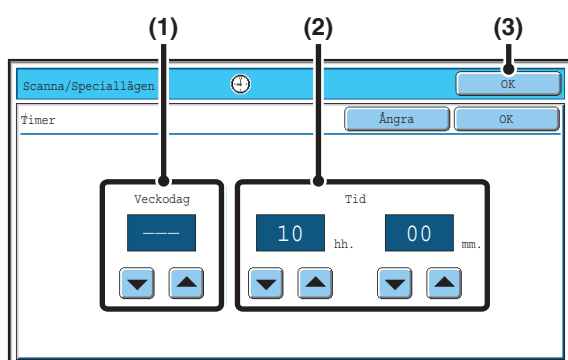 (1) (2) (3)
Scanna/Speciallägen OK
Timer Ångra OK
Veckodag Tid
--- 10 hh. 00 mm.